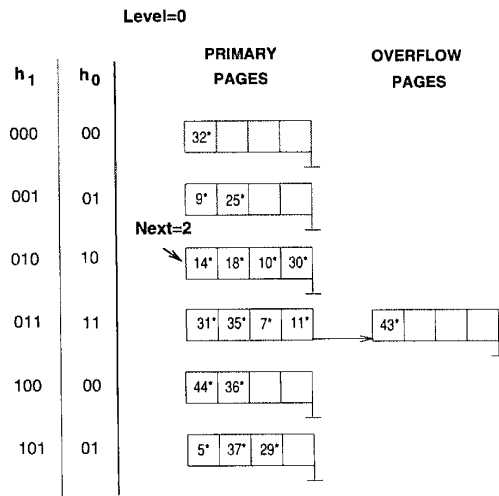 Level=0
h1 h0 PRIMARY PAGES OVERFLOW PAGES
000 00 32*
001 01 9* 25*
Next=2
010 10 14* 18* 10* 30*
011 11 31* 35* 7* 11* 43*
100 00 44* 36*
101 01 5* 37* 29*